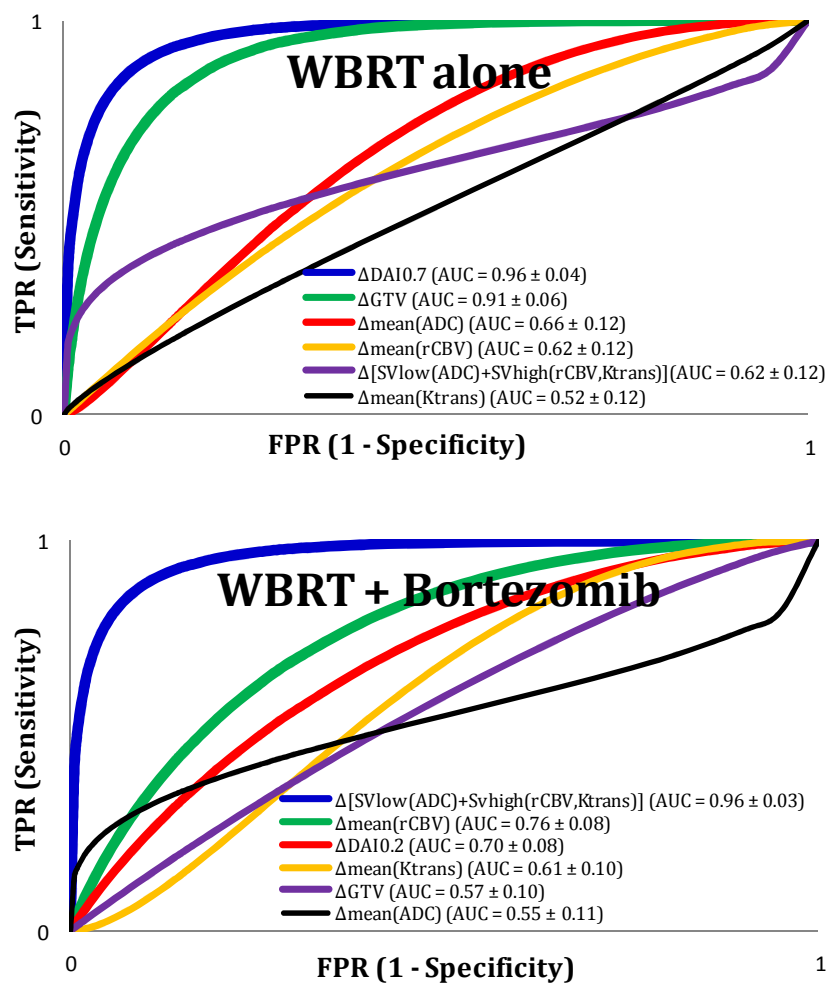 1
WBRT alone
TPR (Sensitivity)
ΔDAI0.7 (AUC = 0.96 ± 0.04)
ΔGTV (AUC = 0.91 ± 0.06)
Δmean(ADC) (AUC = 0.66 ± 0.12)
Δmean(rCBV) (AUC = 0.62 ± 0.12)
Δ[SVlow(ADC)+SVhigh(rCBV,Ktrans)](AUC = 0.62 ± 0.12)
Δmean(Ktrans) (AUC = 0.52 ± 0.12)
0
0
FPR (1 - Specificity)
1
1
WBRT + Bortezomib
TPR (Sensitivity)
Δ[SVlow(ADC)+Svhigh(rCBV,Ktrans)] (AUC = 0.96 ± 0.03)
Δmean(rCBV) (AUC = 0.76 ± 0.08)
ΔDAI0.2 (AUC = 0.70 ± 0.08)
Δmean(Ktrans) (AUC = 0.61 ± 0.10)
ΔGTV (AUC = 0.57 ± 0.10)
Δmean(ADC) (AUC = 0.55 ± 0.11)
0
0
FPR (1 - Specificity)
1